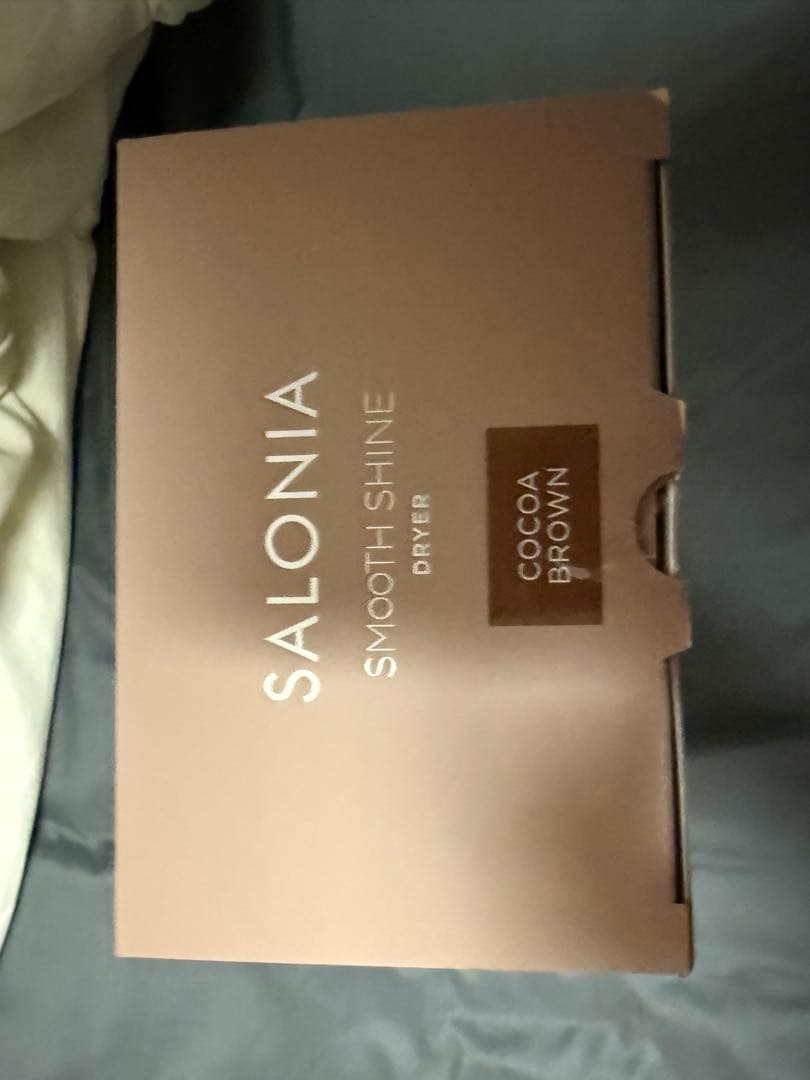 SALONIA
SMOOTH SHINE
DRYER
COCOA
BROWN